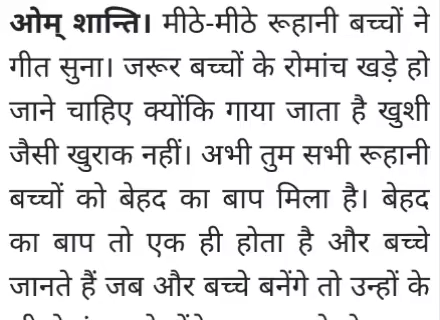 ओम् शान्ति। मीठे-मीठे रूहानी बच्चों ने
गीत सुना। जरूर बच्चों के रोमांच खड़े हो
जाने चाहिए क्योंकि गाया जाता है खुशी
जैसी खुराक नहीं। अभी तुम सभी रूहानी
बच्चों को बेहद का बाप मिला है। बेहद
का बाप तो एक ही होता है और बच्चे
जानते हैं जब और बच्चे बनेंगे तो उन्हों के